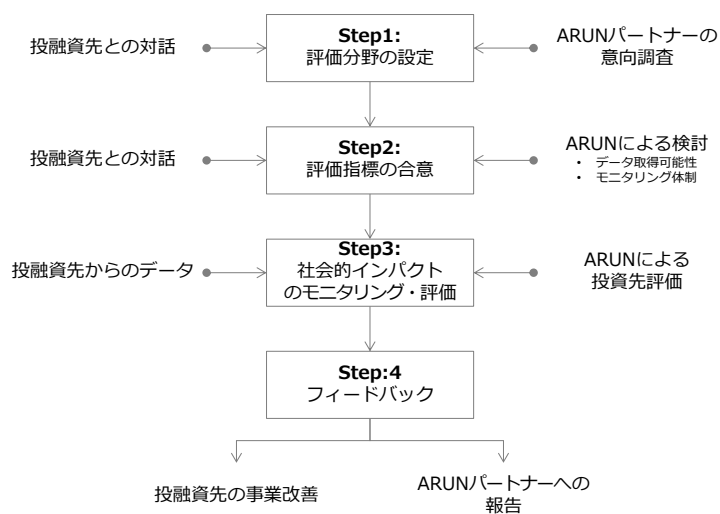 投融資先との対話
Step1:
評価分野の設定
ARUNパートナーの
意向調査
投融資先との対話
Step2:
評価指標の合意
ARUNによる検討
• データ取得可能性
• モニタリング体制
投融資先からのデータ
Step3:
社会的インパクト
のモニタリング・評価
ARUNによる
投資先評価
Step:4
フィードバック
投融資先の事業改善
ARUNパートナーへの
報告